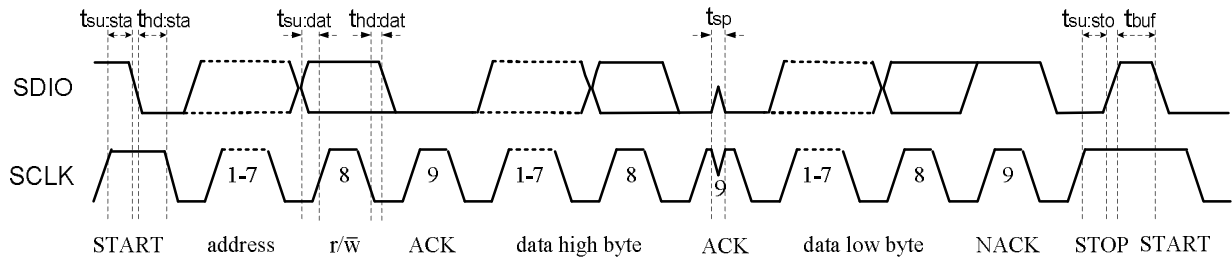 tsu:sta thd:sta tsu:dat thd:dat tsp tsu:sto tbuf
SDIO
SCLK 1-7 8 9 1-7 8 9 1-7 8 9
START address r/w̅ ACK data high byte ACK data low byte NACK STOP START